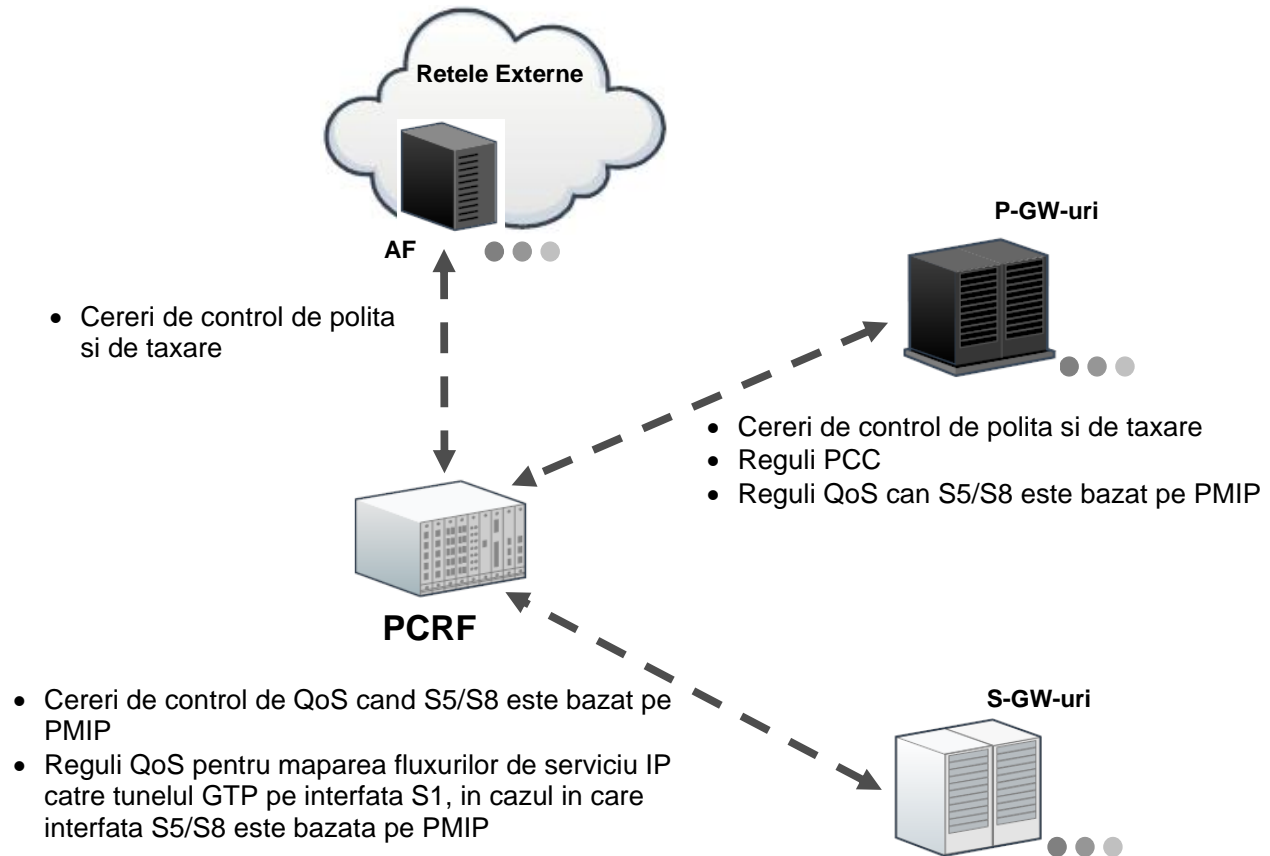 Retele Externe
AF
P-GW-uri
• Cereri de control de polita
si de taxare
• Cereri de control de polita si de taxare
• Reguli PCC
• Reguli QoS can S5/S8 este bazat pe PMIP
PCRF
• Cereri de control de QoS cand S5/S8 este bazat pe
PMIP
• Reguli QoS pentru maparea fluxurilor de serviciu IP
catre tunelul GTP pe interfata S1, in cazul in care
interfata S5/S8 este bazata pe PMIP
S-GW-uri